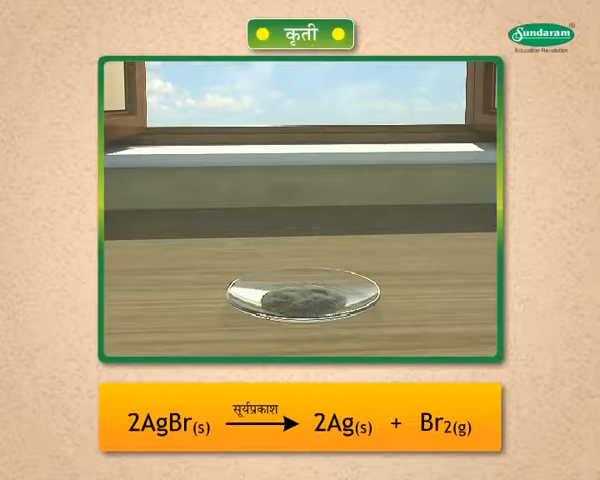 कृती
Sundaram
Education Revolution
सूर्यप्रकाश
2AgBr(s) → 2Ag(s) + Br2(g)